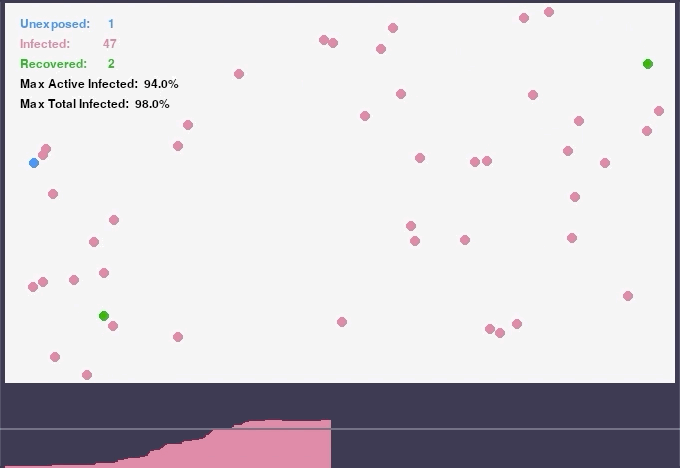 Unexposed: 1
Infected: 47
Recovered: 2
Max Active Infected: 94.0%
Max Total Infected: 98.0%